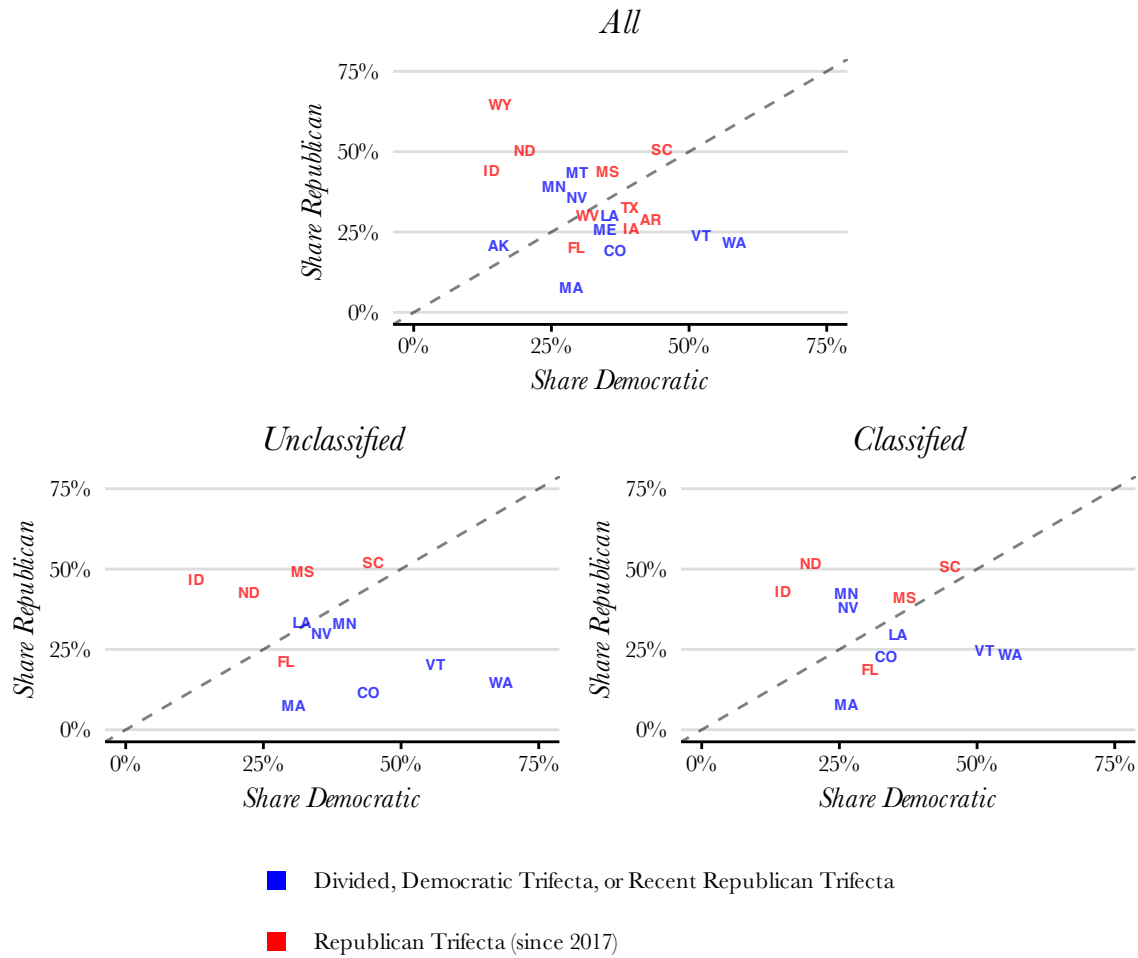 All
75%
50%
25%
0%
Share Republican
WY
ND
SC
ID
MT
MS
MN
NV
TX
WV
LA
AR
ME
IA
VT
WA
AK
FL
CO
MA
0%
25%
50%
75%
Share Democratic
Unclassified
75%
50%
25%
0%
Share Republican
SC
MS
ID
ND
LA
MN
NV
FL
VT
WA
CO
MA
0%
25%
50%
75%
Share Democratic
Classified
75%
50%
25%
0%
Share Republican
ND
SC
ID
MN
MS
NV
LA
VT
WA
CO
FL
MA
0%
25%
50%
75%
Share Democratic
Divided, Democratic Trifecta, or Recent Republican Trifecta
Republican Trifecta (since 2017)